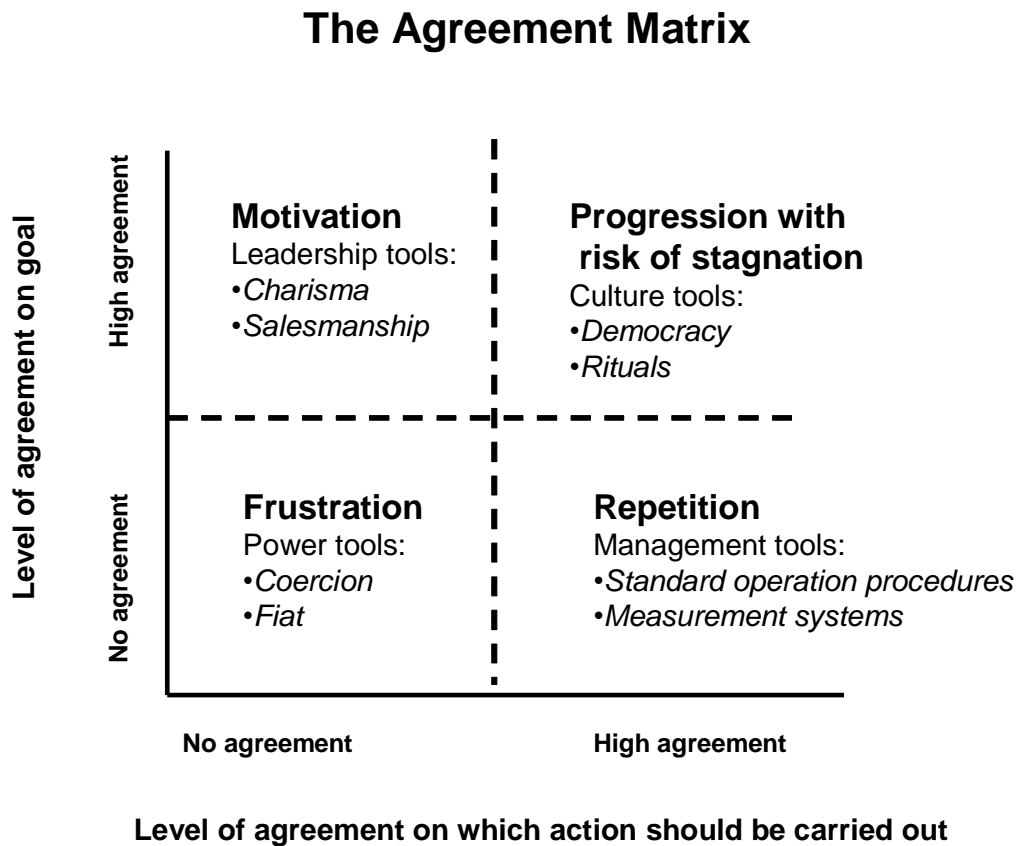 The Agreement Matrix
Level of agreement on goal
High agreement
No agreement
Motivation
Leadership tools:
•Charisma
•Salesmanship
Progression with
risk of stagnation
Culture tools:
•Democracy
•Rituals
Frustration
Power tools:
•Coercion
•Fiat
Repetition
Management tools:
•Standard operation procedures
•Measurement systems
No agreement
High agreement
Level of agreement on which action should be carried out